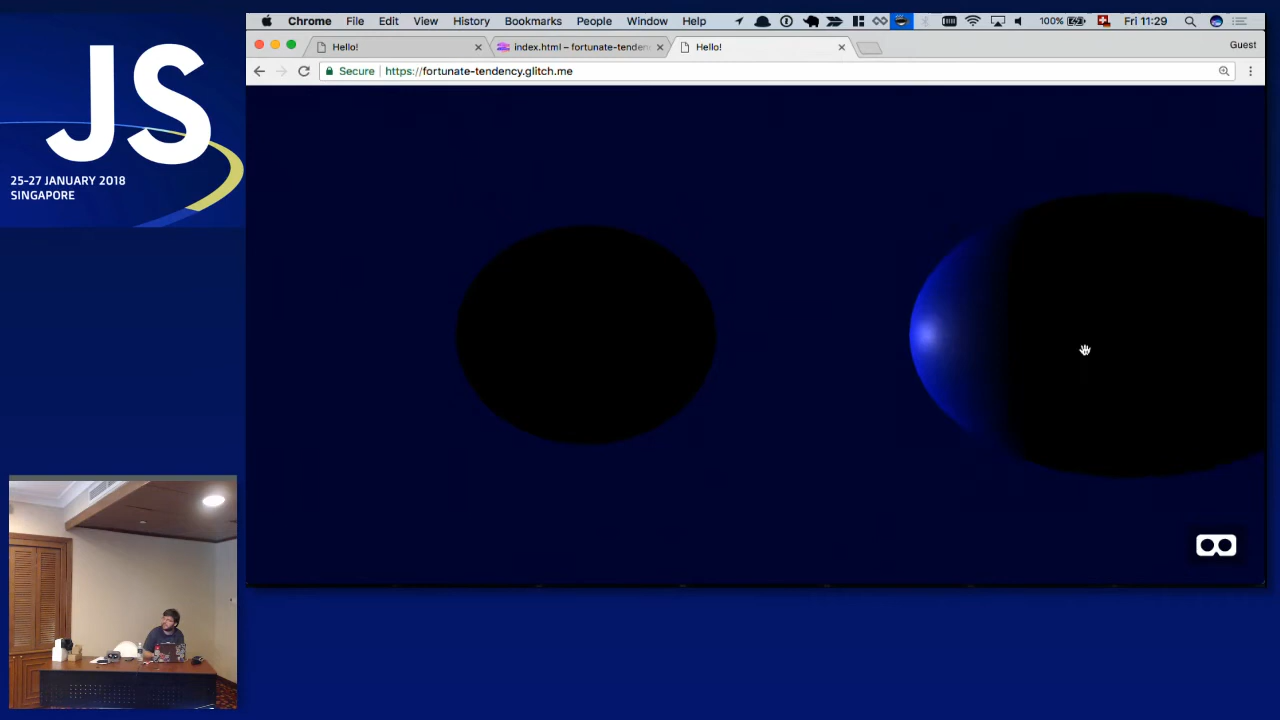 JS
25-27 JANUARY 2018
SINGAPORE
Chrome File Edit View History Bookmarks People Window Help 100% Fri 11:29
Hello! index.html – fortunate-tenden Hello! Guest
Secure https://fortunate-tendency.glitch.me